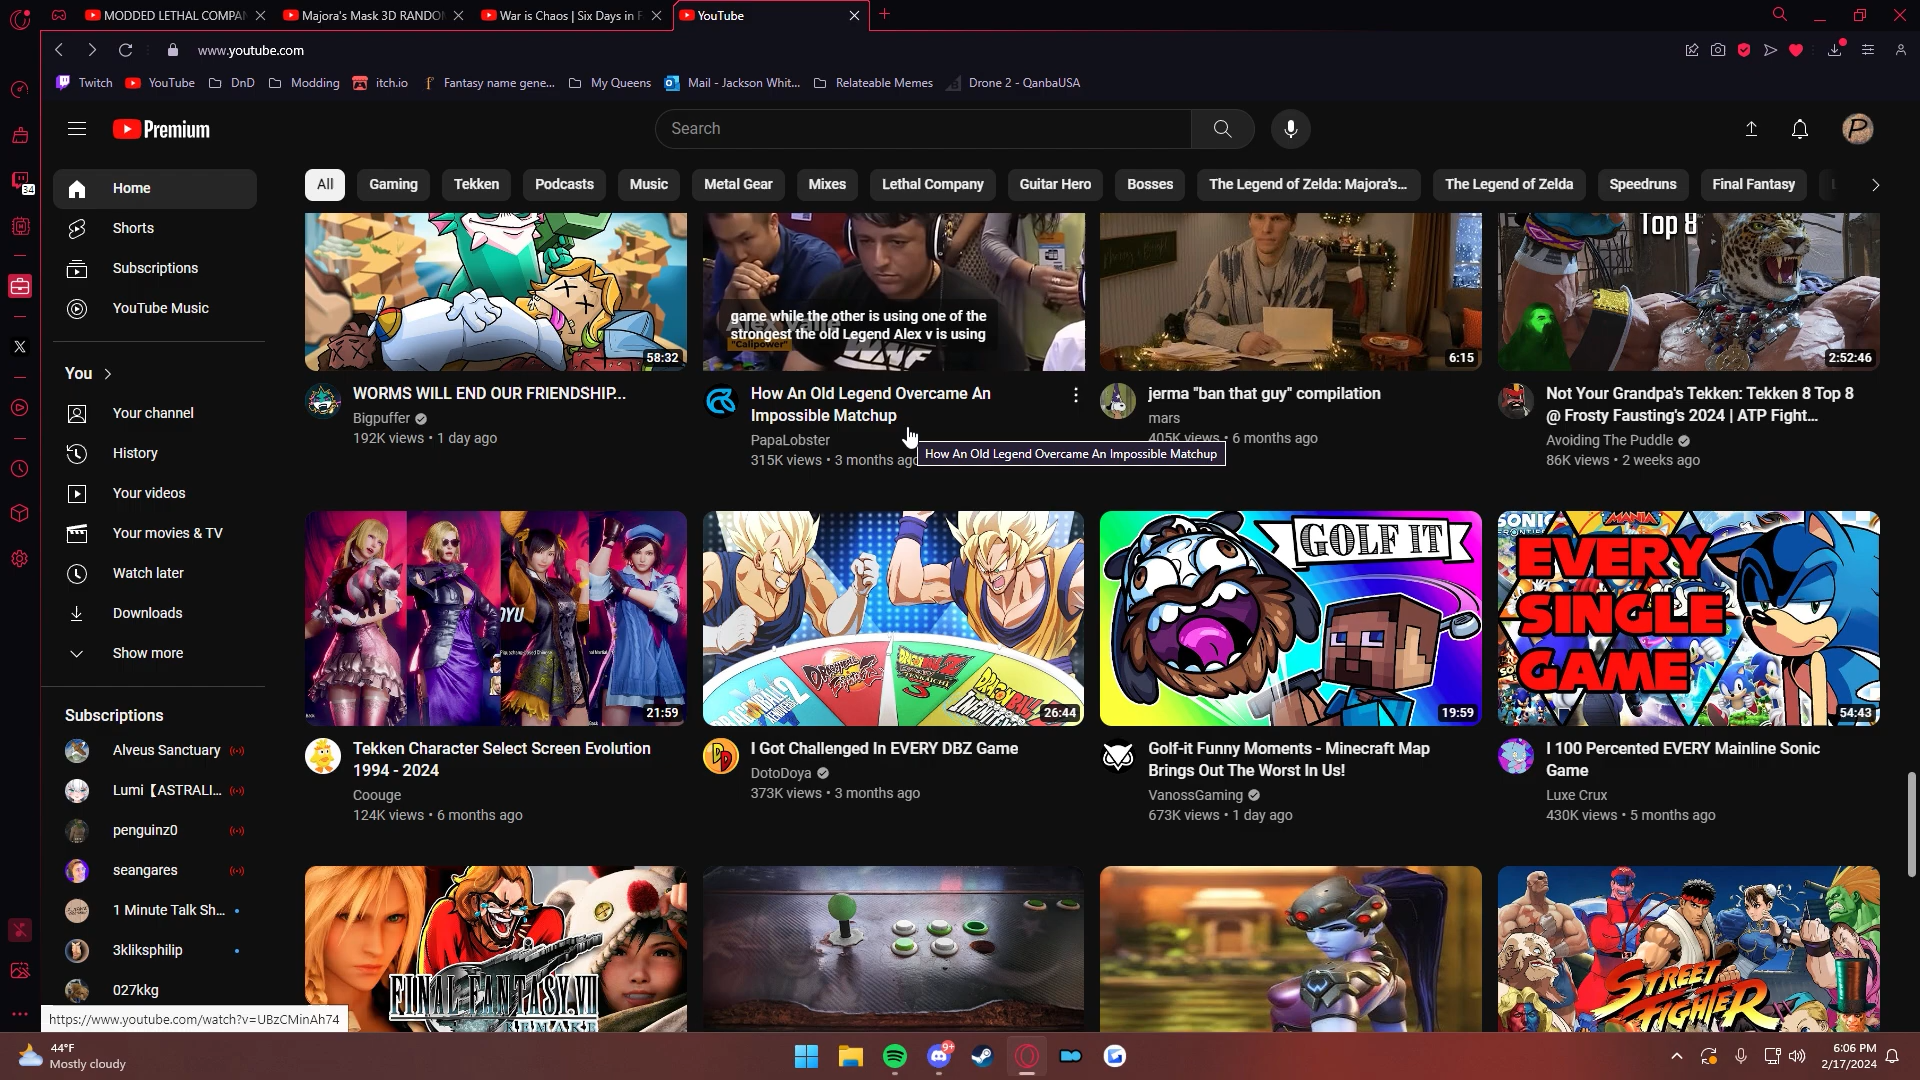 MODDED LETHAL COMPAN
Majora's Mask 3D RANDO
War is Chaos | Six Days in F
YouTube
www.youtube.com
Twitch
YouTube
DnD
Modding
itch.io
Fantasy name gene...
My Queens
Mail - Jackson Whit...
Relateable Memes
Drone 2 - QanbaUSA
Premium
Search
P
34
Home
Shorts
Subscriptions
YouTube Music
You
Your channel
History
Your videos
Your movies & TV
Watch later
Downloads
Show more
Subscriptions
Alveus Sanctuary
Lumi【ASTRALI...
penguinz0
seangares
1 Minute Talk Sh...
3kliksphilip
027kkg
All
Gaming
Tekken
Podcasts
Music
Metal Gear
Mixes
Lethal Company
Guitar Hero
Bosses
The Legend of Zelda: Majora's...
The Legend of Zelda
Speedruns
Final Fantasy
58:32
game while the other is using one of the
strongest the old Legend Alex v is using
"Calipower"
6:15
Top 8
2:52:46
WORMS WILL END OUR FRIENDSHIP...
Bigpuffer
192K views • 1 day ago
How An Old Legend Overcame An
Impossible Matchup
PapaLobster
315K views • 3 months ago
How An Old Legend Overcame An Impossible Matchup
jerma "ban that guy" compilation
mars
405K views • 6 months ago
Not Your Grandpa's Tekken: Tekken 8 Top 8
@ Frosty Fausting's 2024 | ATP Fight...
Avoiding The Puddle
86K views • 2 weeks ago
21:59
26:44
GOLF IT
19:59
SONIC
MANIA
EVERY
SINGLE
GAME
54:43
Tekken Character Select Screen Evolution
1994 - 2024
Coouge
124K views • 6 months ago
I Got Challenged In EVERY DBZ Game
DotoDoya
373K views • 3 months ago
Golf-it Funny Moments - Minecraft Map
Brings Out The Worst In Us!
VanossGaming
673K views • 1 day ago
I 100 Percented EVERY Mainline Sonic
Game
Luxe Crux
430K views • 5 months ago
FINAL FANTASY VII
REMAKE
STREET
FIGHTER
https://www.youtube.com/watch?v=UBzCMinAh74
44°F
Mostly cloudy
9+
6:06 PM
2/17/2024